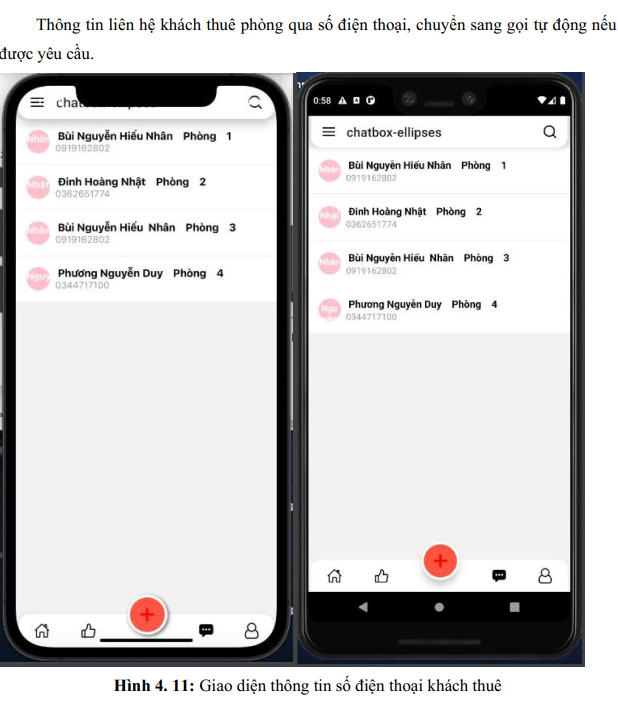 Thông tin liên hệ khách thuê phòng qua số điện thoại, chuyển sang gọi tự động nếu
được yêu cầu.
chatbox-ellipses
Nhân
Bùi Nguyễn Hiếu Nhân Phòng 1
0919162802
Nhật
Đinh Hoàng Nhật Phòng 2
0362651774
Nhân
Bùi Nguyễn Hiếu Nhân Phòng 3
0919162802
Nguy
Phương Nguyễn Duy Phòng 4
0344717100
0:58
chatbox-ellipses
Nhân
Bùi Nguyễn Hiếu Nhân Phòng 1
0919162802
Nhật
Đinh Hoàng Nhật Phòng 2
0362651774
Nhân
Bùi Nguyễn Hiếu Nhân Phòng 3
0919162802
Ngu
Phương Nguyễn Duy Phòng 4
0344717100
Hình 4. 11: Giao diện thông tin số điện thoại khách thuê